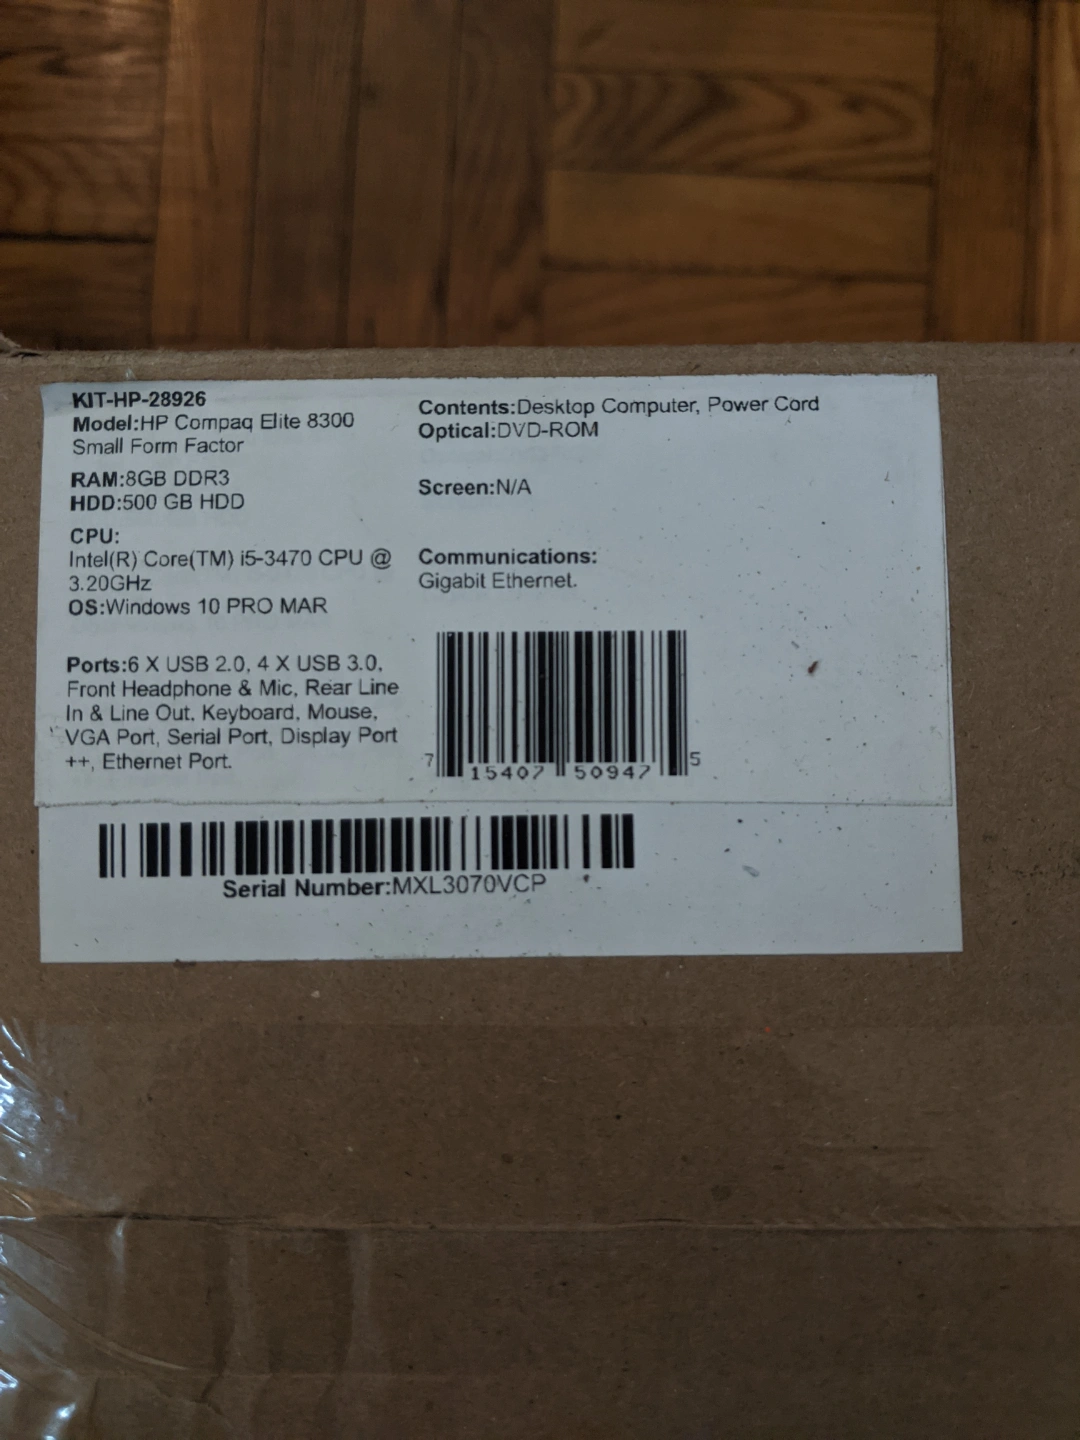 KIT-HP-28926
Model:HP Compaq Elite 8300
Small Form Factor
RAM:8GB DDR3
HDD:500 GB HDD
CPU:
Intel(R) Core(TM) i5-3470 CPU @
3.20GHz
OS:Windows 10 PRO MAR
Ports:6 X USB 2.0, 4 X USB 3.0,
Front Headphone & Mic, Rear Line
In & Line Out, Keyboard, Mouse,
VGA Port, Serial Port, Display Port
++, Ethernet Port.
Contents:Desktop Computer, Power Cord
Optical:DVD-ROM
Screen:N/A
Communications:
Gigabit Ethernet.
7 15407 50947 5
Serial Number:MXL3070VCP